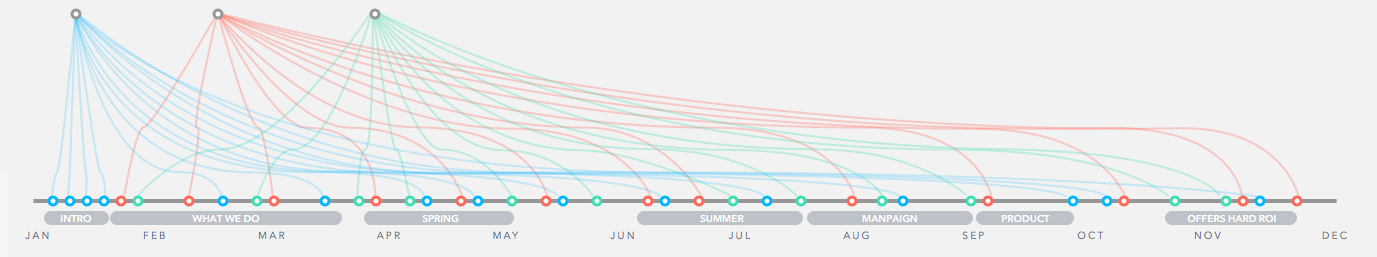 INTRO WHAT WE DO SPRING SUMMER MANPAIGN PRODUCT OFFERS HARD ROI
JAN FEB MAR APR MAY JUN JUL AUG SEP OCT NOV DEC